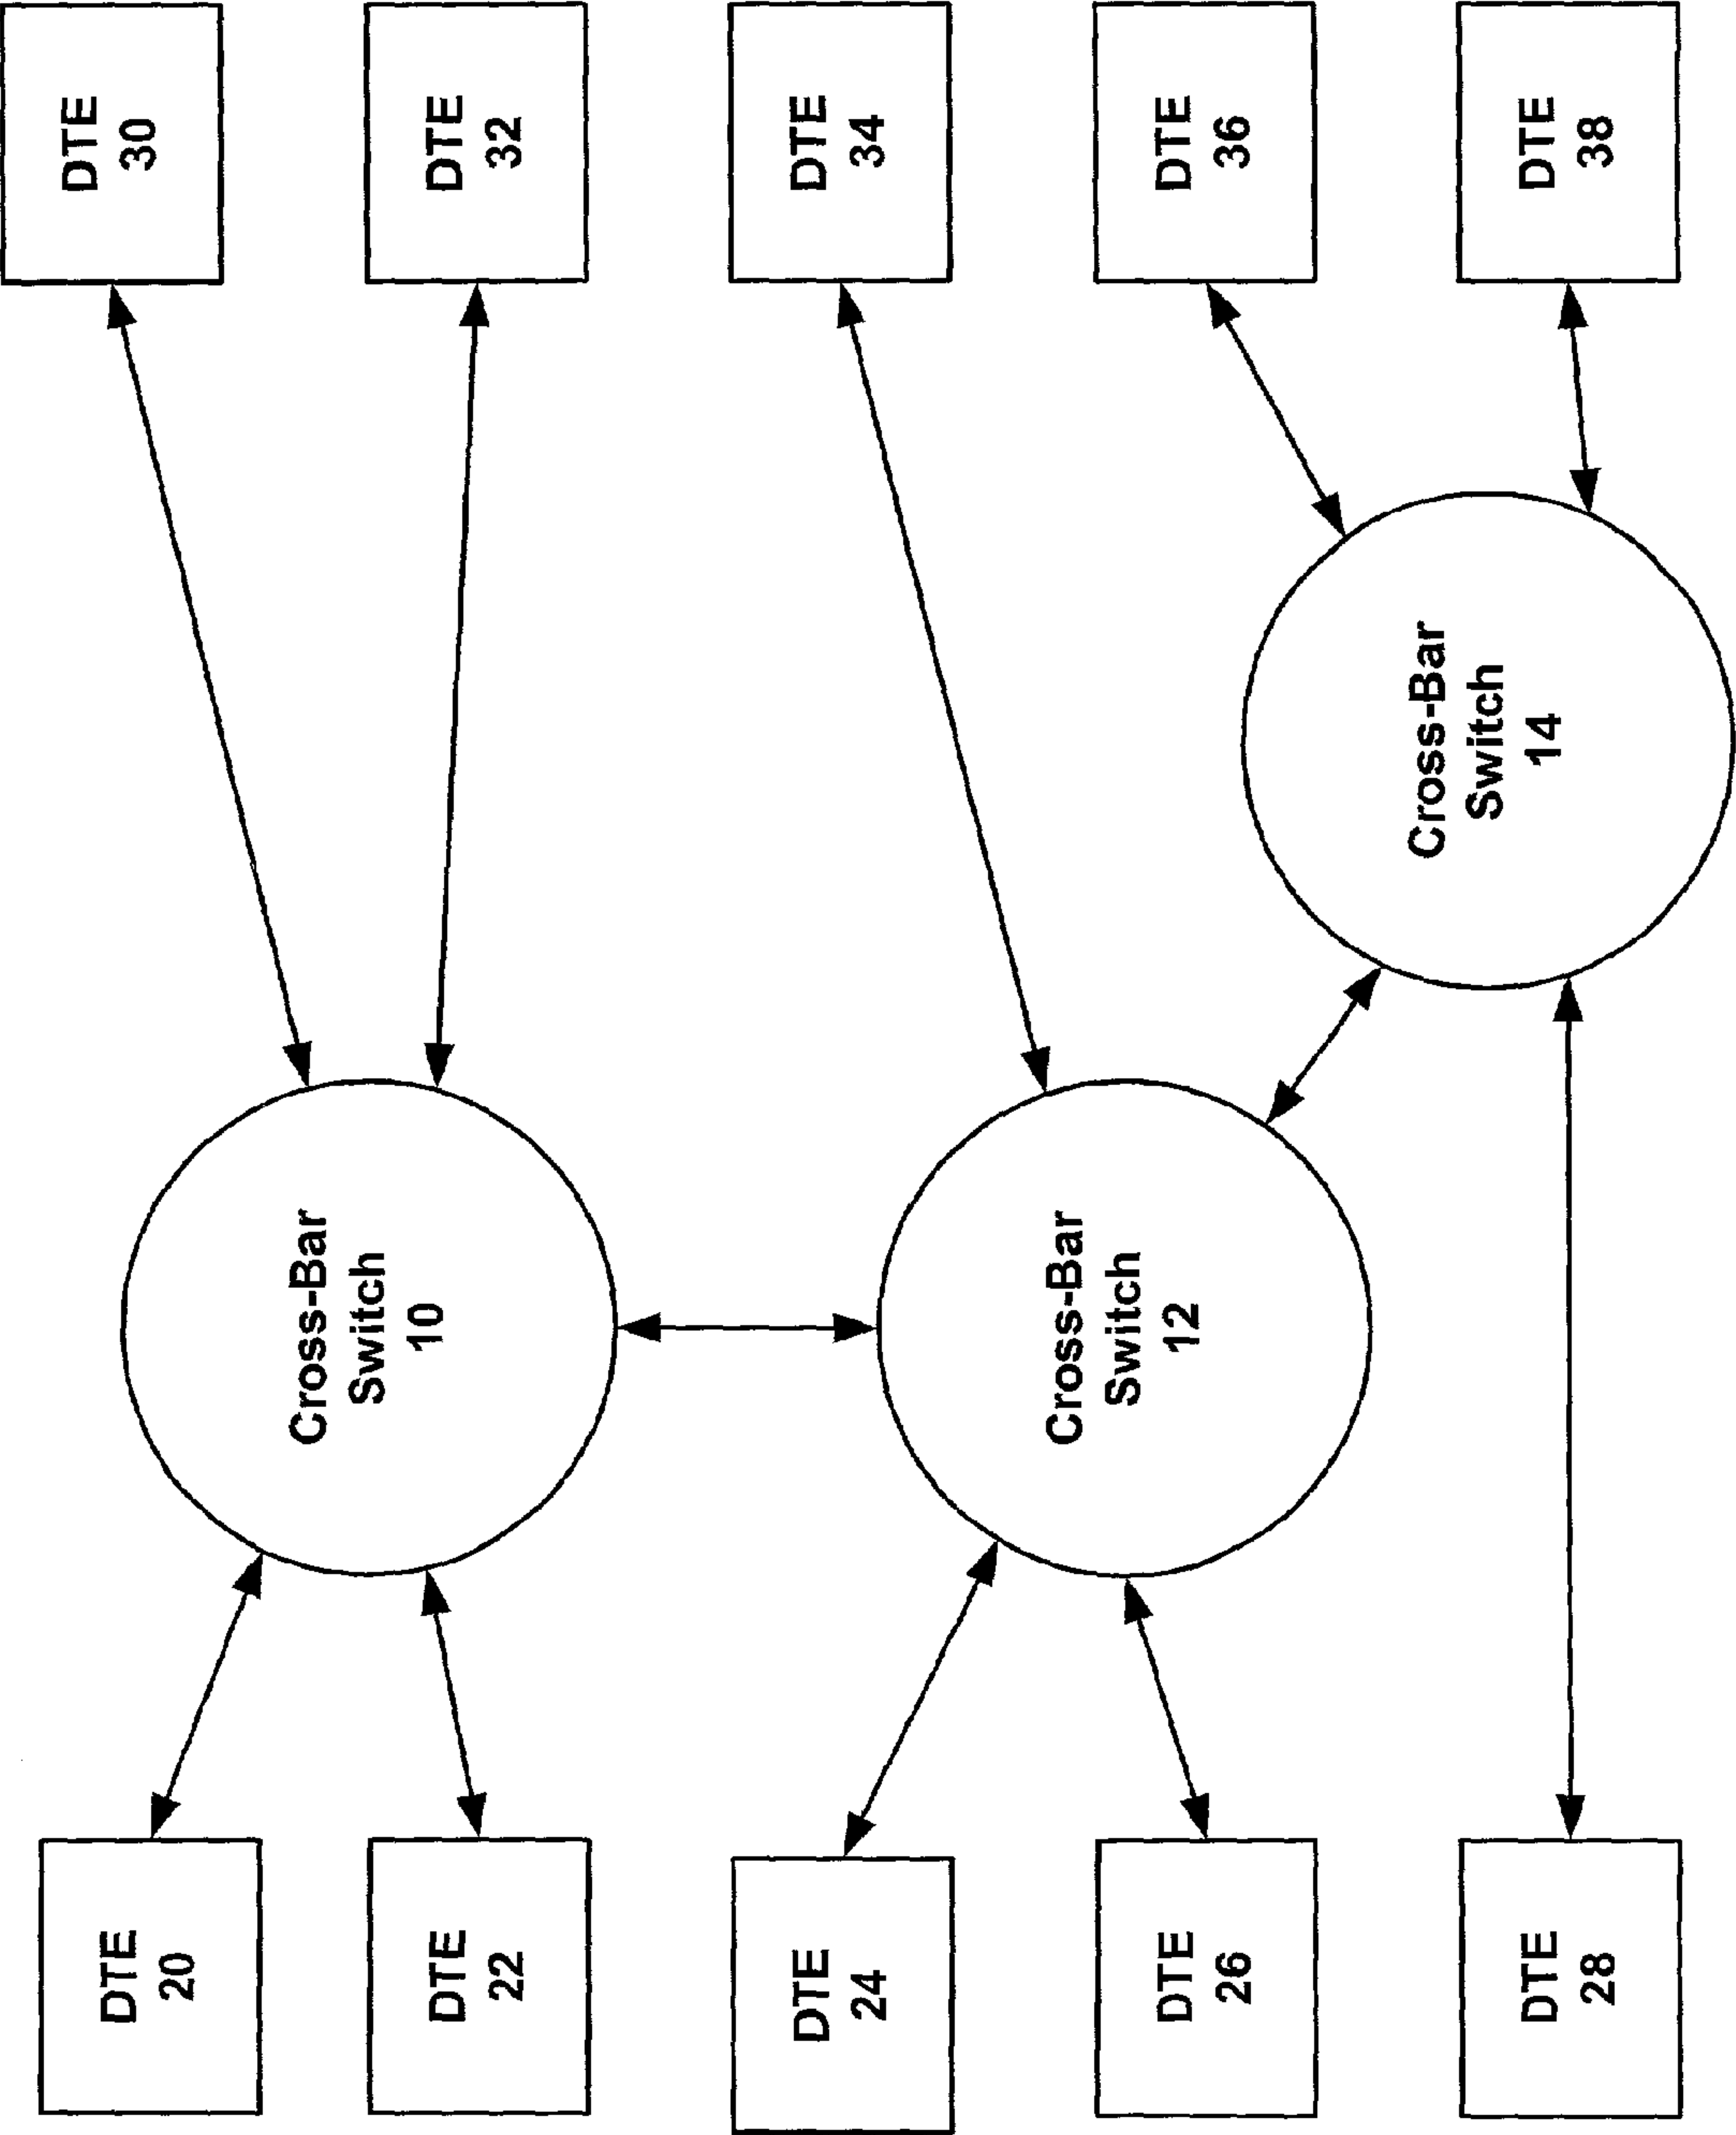 DTE
20
DTE
22
DTE
24
DTE
26
DTE
28
Cross-Bar
Switch
10
Cross-Bar
Switch
12
Cross-Bar
Switch
14
DTE
30
DTE
32
DTE
34
DTE
36
DTE
38